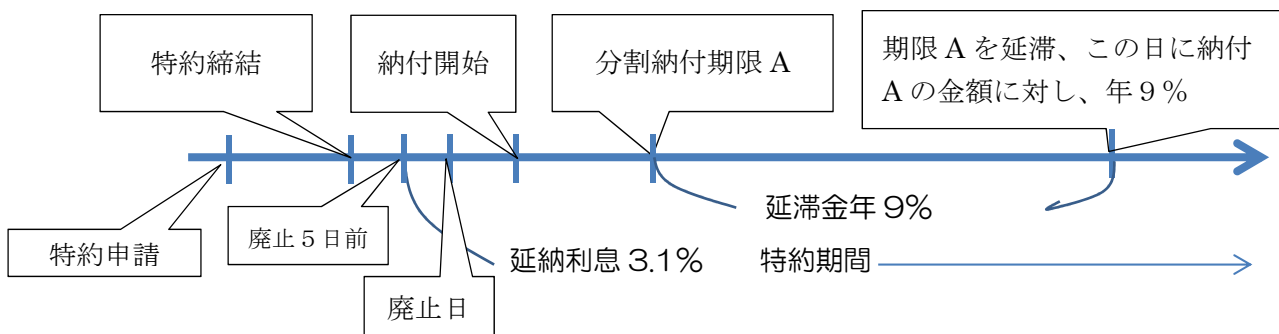 特約締結
納付開始
分割納付期限 A
期限 A を延滞、この日に納付
A の金額に対し、年９％
特約申請
廃止５日前
廃止日
延滞金年 9%
延納利息 3.1%
特約期間